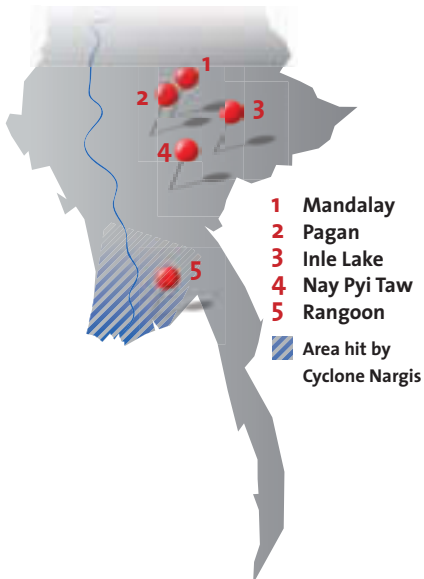 1
2
3
4
5
1 Mandalay
2 Pagan
3 Inle Lake
4 Nay Pyi Taw
5 Rangoon
Area hit by
Cyclone Nargis